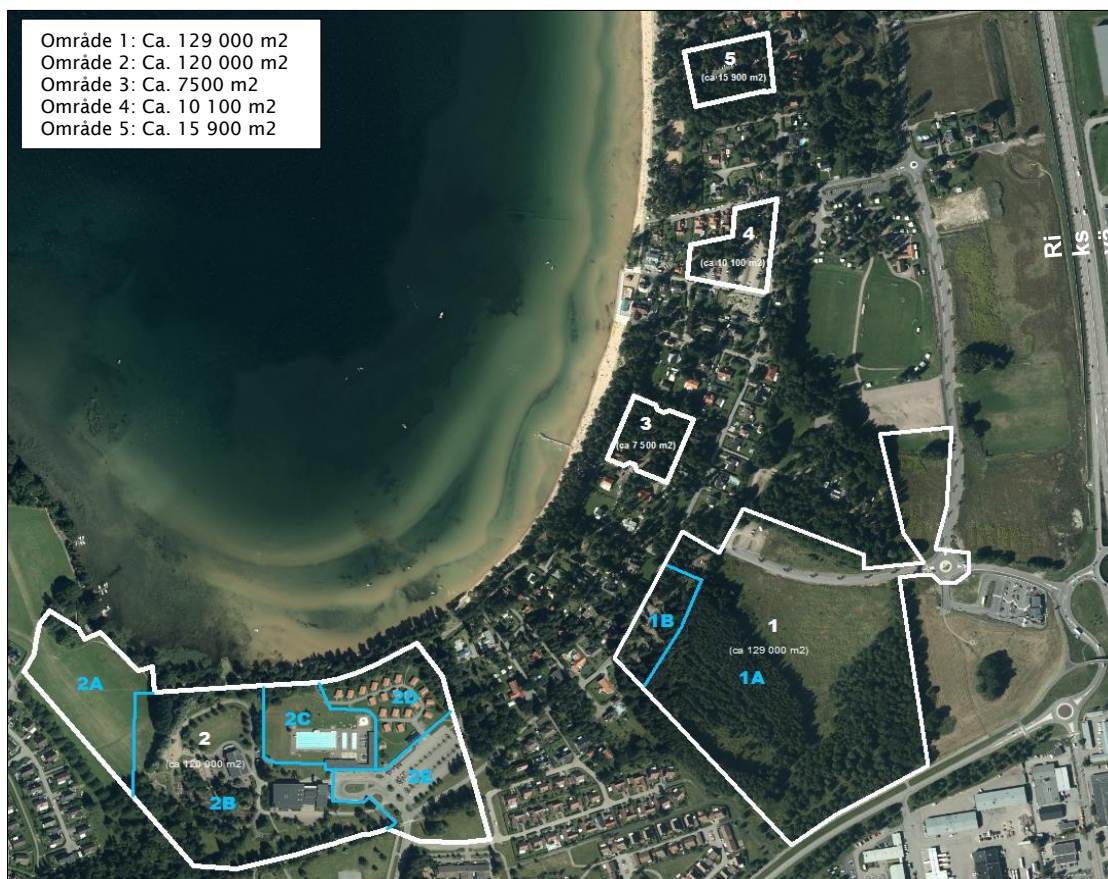 Område 1: Ca. 129 000 m2
Område 2: Ca. 120 000 m2
Område 3: Ca. 7500 m2
Område 4: Ca. 10 100 m2
Område 5: Ca. 15 900 m2
5
(ca 15 900 m2)
4
(ca 10 100 m2)
Ri
ks
vä
3
(ca 7 500 m2)
1B
1
(ca 129 000 m2)
1A
2A
2D
2C
2
(ca 120 000 m2)
2E
2B